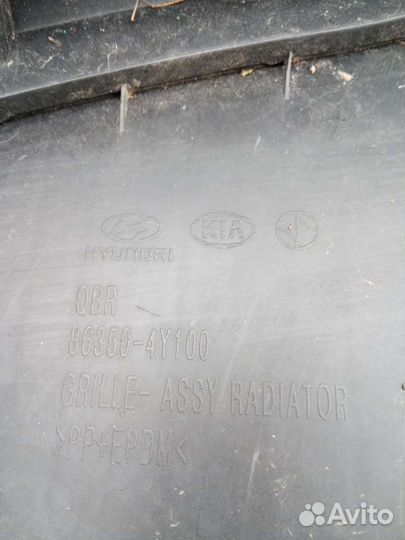 HYUNDAI KIA
QBR
86350-4Y100
GRILLE- ASSY RADIATOR
>PP+EPDM<
Avito